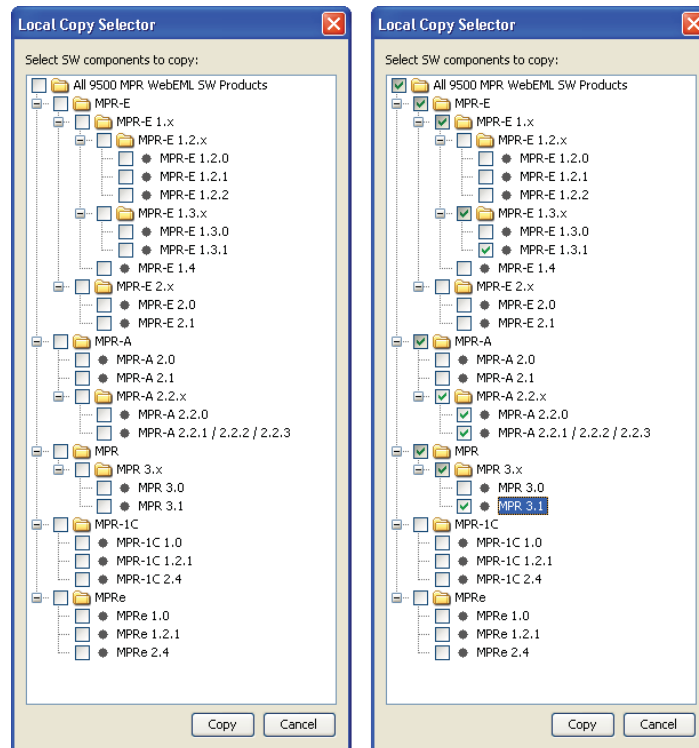 Local Copy Selector
Select SW components to copy:
All 9500 MPR WebEML SW Products
MPR-E
MPR-E 1.x
MPR-E 1.2.x
MPR-E 1.2.0
MPR-E 1.2.1
MPR-E 1.2.2
MPR-E 1.3.x
MPR-E 1.3.0
MPR-E 1.3.1
MPR-E 1.4
MPR-E 2.x
MPR-E 2.0
MPR-E 2.1
MPR-A
MPR-A 2.0
MPR-A 2.1
MPR-A 2.2.x
MPR-A 2.2.0
MPR-A 2.2.1 / 2.2.2 / 2.2.3
MPR
MPR 3.x
MPR 3.0
MPR 3.1
MPR-1C
MPR-1C 1.0
MPR-1C 1.2.1
MPR-1C 2.4
MPRe
MPRe 1.0
MPRe 1.2.1
MPRe 2.4
Copy Cancel
Local Copy Selector
Select SW components to copy:
All 9500 MPR WebEML SW Products
MPR-E
MPR-E 1.x
MPR-E 1.2.x
MPR-E 1.2.0
MPR-E 1.2.1
MPR-E 1.2.2
MPR-E 1.3.x
MPR-E 1.3.0
MPR-E 1.3.1
MPR-E 1.4
MPR-E 2.x
MPR-E 2.0
MPR-E 2.1
MPR-A
MPR-A 2.0
MPR-A 2.1
MPR-A 2.2.x
MPR-A 2.2.0
MPR-A 2.2.1 / 2.2.2 / 2.2.3
MPR
MPR 3.x
MPR 3.0
MPR 3.1
MPR-1C
MPR-1C 1.0
MPR-1C 1.2.1
MPR-1C 2.4
MPRe
MPRe 1.0
MPRe 1.2.1
MPRe 2.4
Copy Cancel